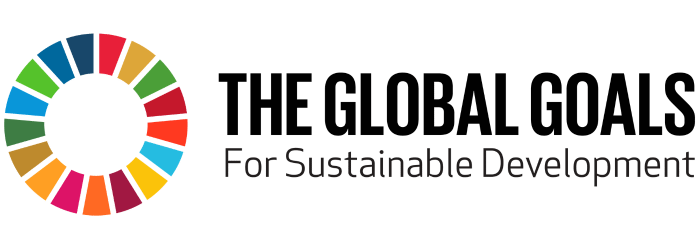 THE GLOBAL GOALS
For Sustainable Development